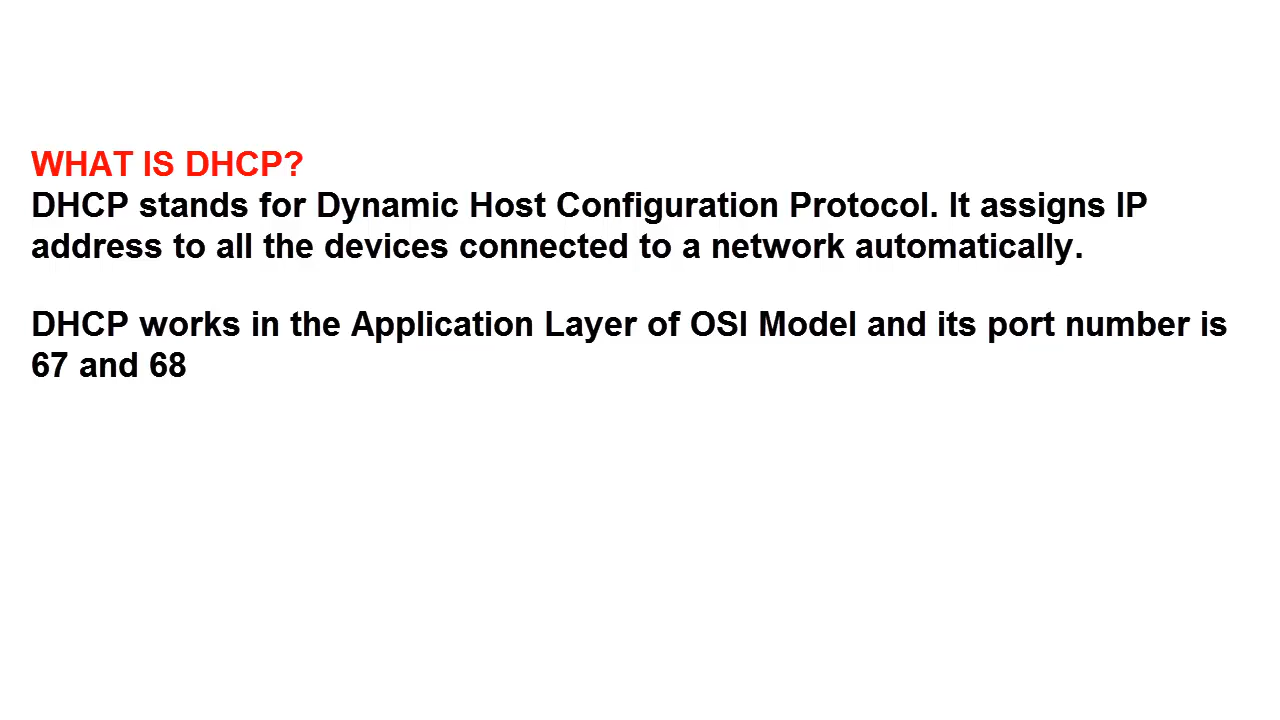 WHAT IS DHCP?
DHCP stands for Dynamic Host Configuration Protocol. It assigns IP
address to all the devices connected to a network automatically.
DHCP works in the Application Layer of OSI Model and its port number is
67 and 68